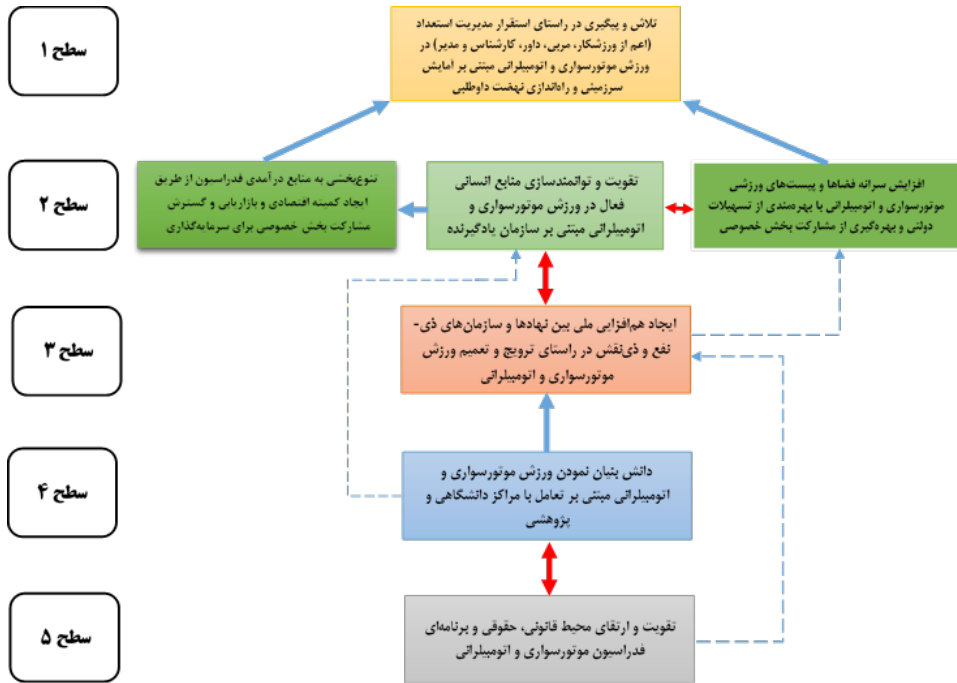 سطح ۱
تلاش و پیگیری در راستای استقرار مدیریت استعداد
(اعم از ورزشکار، مربی، داور، کارشناس و مدیر) در
ورزش موتورسواری و اتومبیلرانی مبتنی بر آمایش
سرزمینی و راه‌اندازی نهضت داوطلبی
سطح ۲
افزایش سرانه فضاها و پیست‌های ورزشی
موتورسواری و اتومبیلرانی با بهره‌مندی از تسهیلات
دولتی و بهره‌گیری از مشارکت بخش خصوصی
تقویت و توانمندسازی منابع انسانی
فعال در ورزش موتورسواری و
اتومبیلرانی مبتنی بر سازمان یادگیرنده
تنوع‌بخشی به منابع درآمدی فدراسیون از طریق
ایجاد کمیته اقتصادی و بازاریابی و گسترش
مشارکت بخش خصوصی برای سرمایه‌گذاری
سطح ۳
ایجاد هم‌افزایی ملی بین نهادها و سازمان‌های ذی-
نفع و ذی‌نقش در راستای ترویج و تعمیم ورزش
موتورسواری و اتومبیلرانی
سطح ۴
دانش بنیان نمودن ورزش موتورسواری و
اتومبیلرانی مبتنی بر تعامل با مراکز دانشگاهی و
پژوهشی
سطح ۵
تقویت و ارتقای محیط قانونی، حقوقی و برنامه‌ای
فدراسیون موتورسواری و اتومبیلرانی